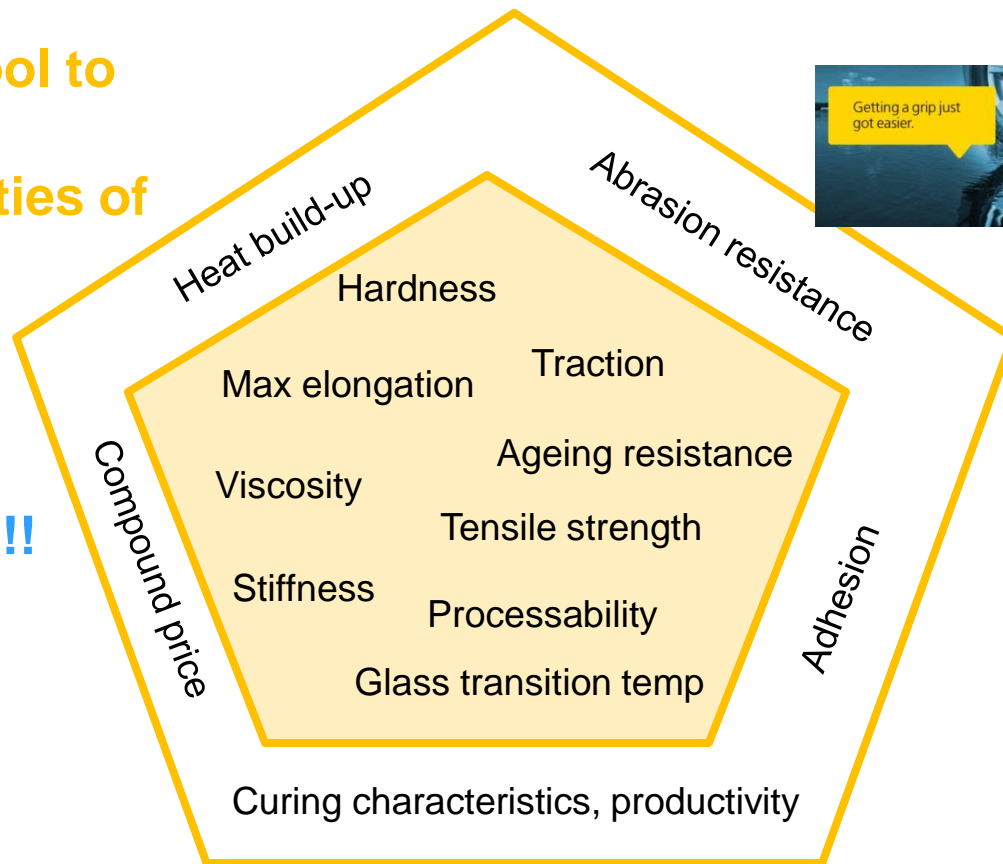 ool to
ties of
!!
Getting a grip just
got easier.
Heat build-up
Abrasion resistance
Hardness
Traction
Max elongation
Ageing resistance
Viscosity
Tensile strength
Stiffness
Processability
Glass transition temp
Compound price
Adhesion
Curing characteristics, productivity